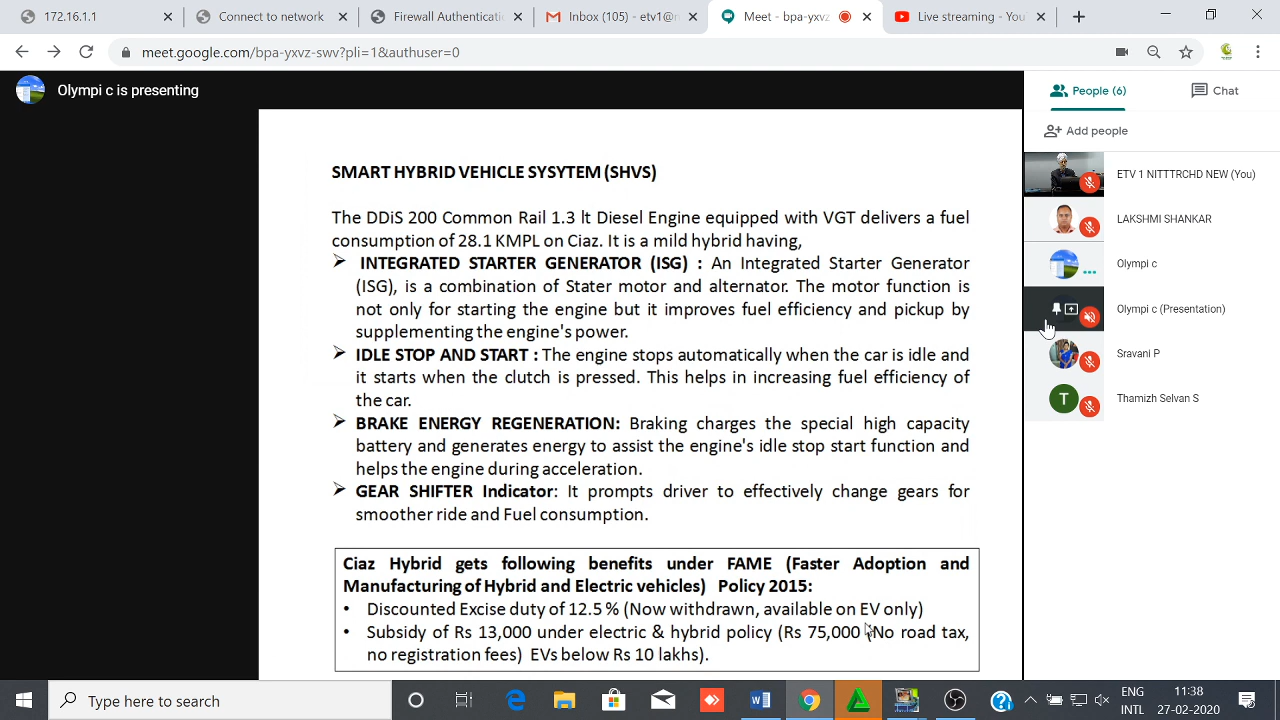 172.16.1.1
Connect to network
Firewall Authenticati
Inbox (105) - etv1@n
Meet - bpa-yxvz
Live streaming - You
meet.google.com/bpa-yxvz-swv?pli=1&authuser=0
Olympi c is presenting
People (6)
Chat
Add people
ETV 1 NITTTRCHD NEW (You)
LAKSHMI SHANKAR
Olympi c
Olympi c (Presentation)
Sravani P
T
Thamizh Selvan S
SMART HYBRID VEHICLE SYSYTEM (SHVS)
The DDiS 200 Common Rail 1.3 lt Diesel Engine equipped with VGT delivers a fuel
consumption of 28.1 KMPL on Ciaz. It is a mild hybrid having,
➢ INTEGRATED STARTER GENERATOR (ISG) : An Integrated Starter Generator
(ISG), is a combination of Stater motor and alternator. The motor function is
not only for starting the engine but it improves fuel efficiency and pickup by
supplementing the engine's power.
➢ IDLE STOP AND START : The engine stops automatically when the car is idle and
it starts when the clutch is pressed. This helps in increasing fuel efficiency of
the car.
➢ BRAKE ENERGY REGENERATION: Braking charges the special high capacity
battery and generates energy to assist the engine's idle stop start function and
helps the engine during acceleration.
➢ GEAR SHIFTER Indicator: It prompts driver to effectively change gears for
smoother ride and Fuel consumption.
Ciaz Hybrid gets following benefits under FAME (Faster Adoption and
Manufacturing of Hybrid and Electric vehicles) Policy 2015:
• Discounted Excise duty of 12.5 % (Now withdrawn, available on EV only)
• Subsidy of Rs 13,000 under electric & hybrid policy (Rs 75,000 (No road tax,
no registration fees) EVs below Rs 10 lakhs).
Type here to search
ENG
INTL
11:38
27-02-2020